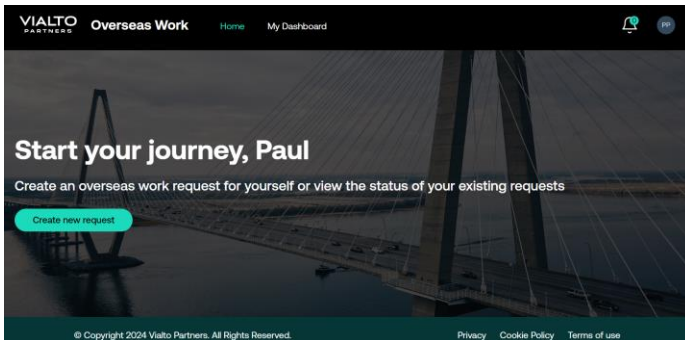 VIALTO
PARTNERS
Overseas Work
Home
My Dashboard
PP
Start your journey, Paul
Create an overseas work request for yourself or view the status of your existing requests
Create new request
© Copyright 2024 Vialto Partners. All Rights Reserved.
Privacy Cookie Policy Terms of use